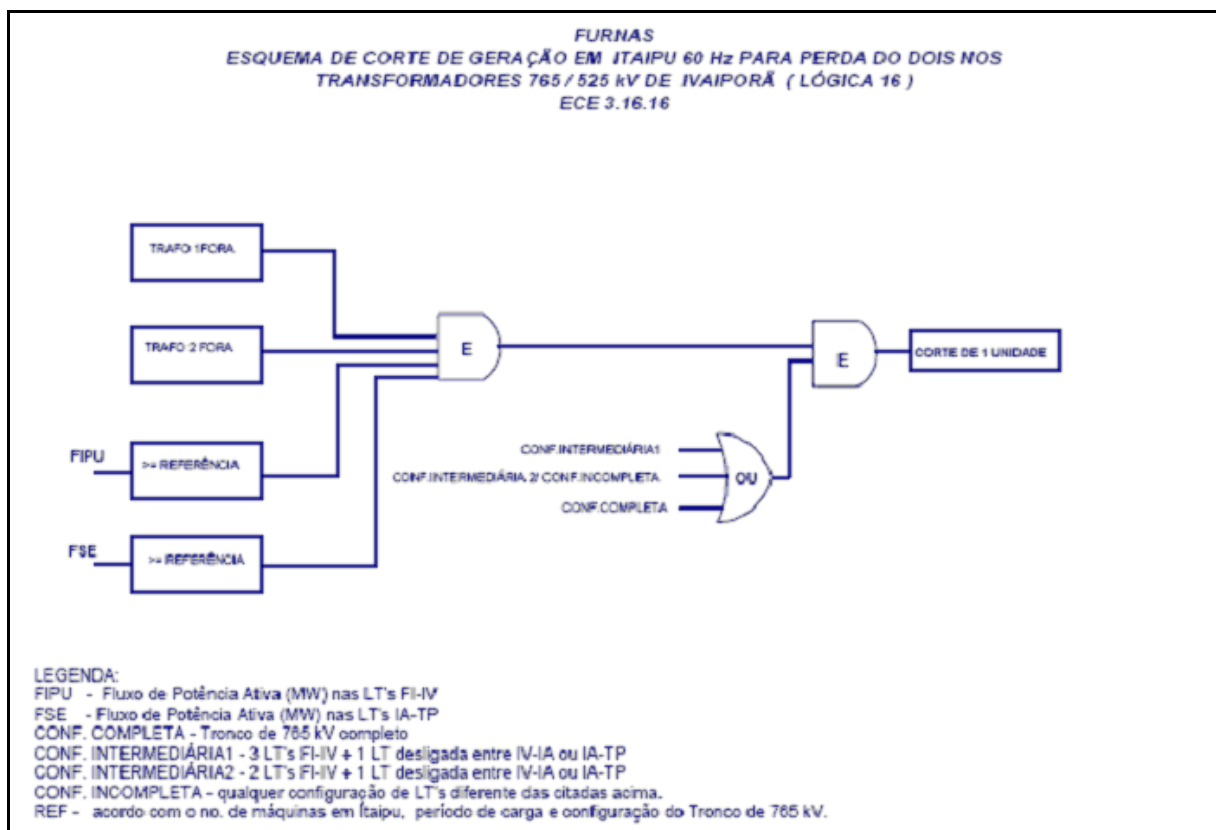 FURNAS
ESQUEMA DE CORTE DE GERAÇÃO EM ITAIPU 60 Hz PARA PERDA DO DOIS NOS
TRANSFORMADORES 765 / 525 kV DE IVAIPORÃ ( LÓGICA 16 )
ECE 3.16.16
TRAFO 1FORA.
TRAFO 2 FORA
E
E
CORTE DE 1 UNIDADE
FIPU
>= REFERÊNCIA
CONF.INTERMEDIÁRIA1
CONF.INTERMEDIÁRIA.2/ CONF.INCOMPLETA
CONF.COMPLETA
OU
FSE
>= REFERÊNCIA
LEGENDA:
FIPU - Fluxo de Potência Ativa (MW) nas LT's FI-IV
FSE - Fluxo de Potência Ativa (MW) nas LT's IA-TP
CONF. COMPLETA - Tronco de 765 kV completo
CONF. INTERMEDIÁRIA1 - 3 LT's FI-IV + 1 LT desligada entre IV-IA ou IA-TP
CONF. INTERMEDIÁRIA2 - 2 LT's FI-IV + 1 LT desligada entre IV-IA ou IA-TP
CONF. INCOMPLETA - qualquer configuração de LT's diferente das citadas acima.
REF - acordo com o no. de máquinas em Itaipu, período de carga e configuração do Tronco de 765 kV.